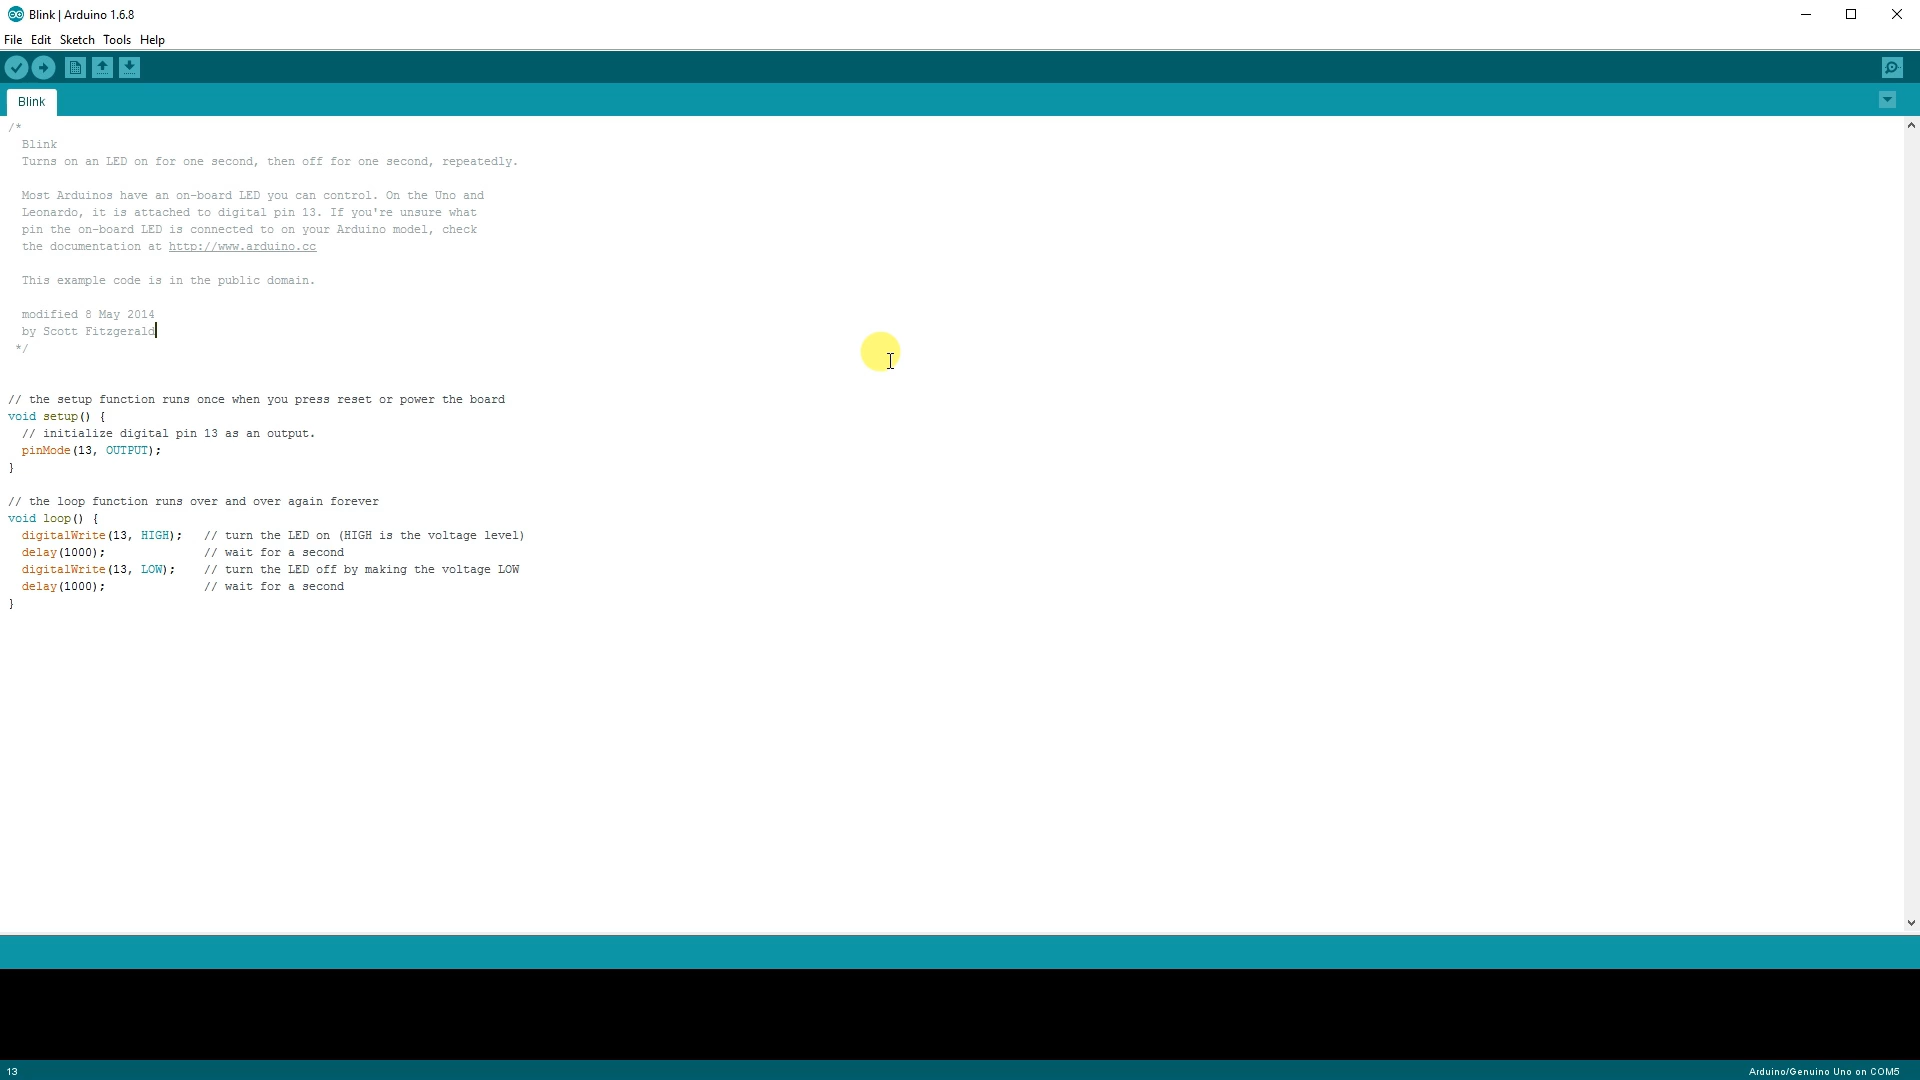 Blink | Arduino 1.6.8
File Edit Sketch Tools Help
Blink
/*
  Blink
  Turns on an LED on for one second, then off for one second, repeatedly.

  Most Arduinos have an on-board LED you can control. On the Uno and
  Leonardo, it is attached to digital pin 13. If you're unsure what
  pin the on-board LED is connected to on your Arduino model, check
  the documentation at http://www.arduino.cc

  This example code is in the public domain.

  modified 8 May 2014
  by Scott Fitzgerald
 */

// the setup function runs once when you press reset or power the board
void setup() {
  // initialize digital pin 13 as an output.
  pinMode(13, OUTPUT);
}

// the loop function runs over and over again forever
void loop() {
  digitalWrite(13, HIGH);   // turn the LED on (HIGH is the voltage level)
  delay(1000);              // wait for a second
  digitalWrite(13, LOW);    // turn the LED off by making the voltage LOW
  delay(1000);              // wait for a second
}
13
Arduino/Genuino Uno on COM5